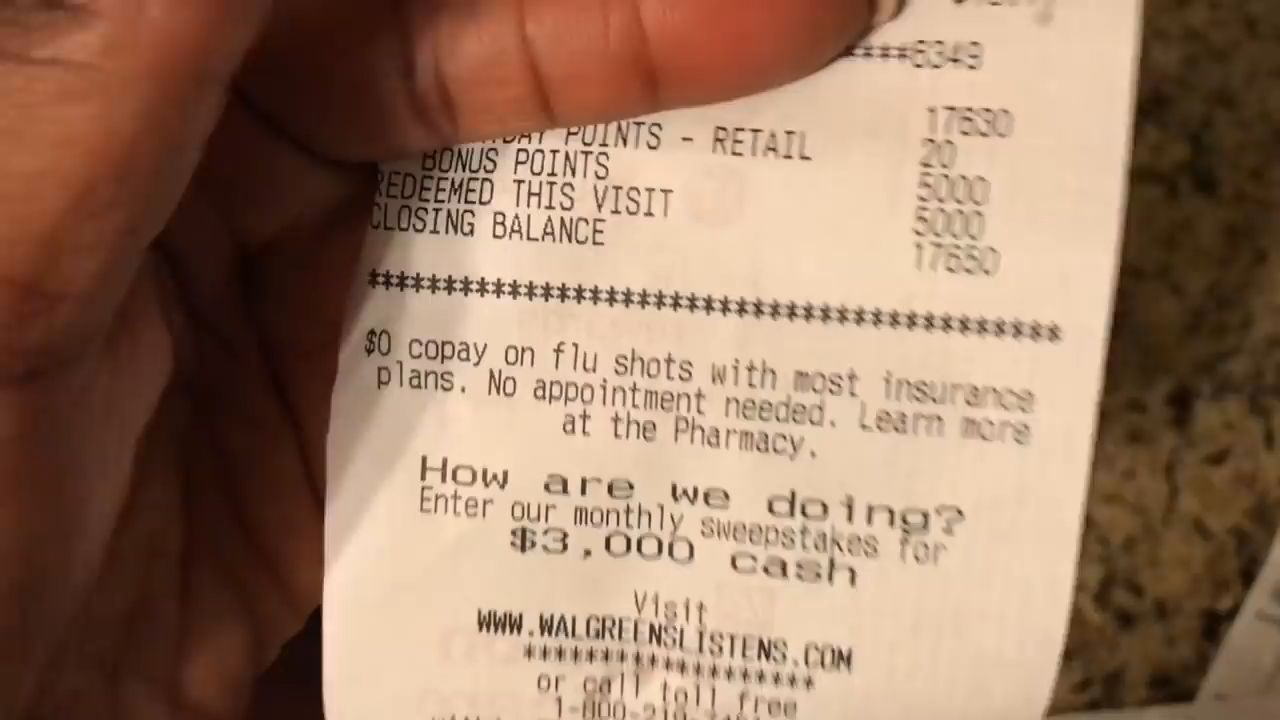 ****6349
17630
POINTS - RETAIL 20
BONUS POINTS 5000
REDEEMED THIS VISIT 5000
CLOSING BALANCE 17650
******************************************
$0 copay on flu shots with most insurance
plans. No appointment needed. Learn more
at the Pharmacy.
How are we doing?
Enter our monthly sweepstakes for
$3,000 cash
Visit
WWW.WALGREENSLISTENS.COM
*******************
or call toll free